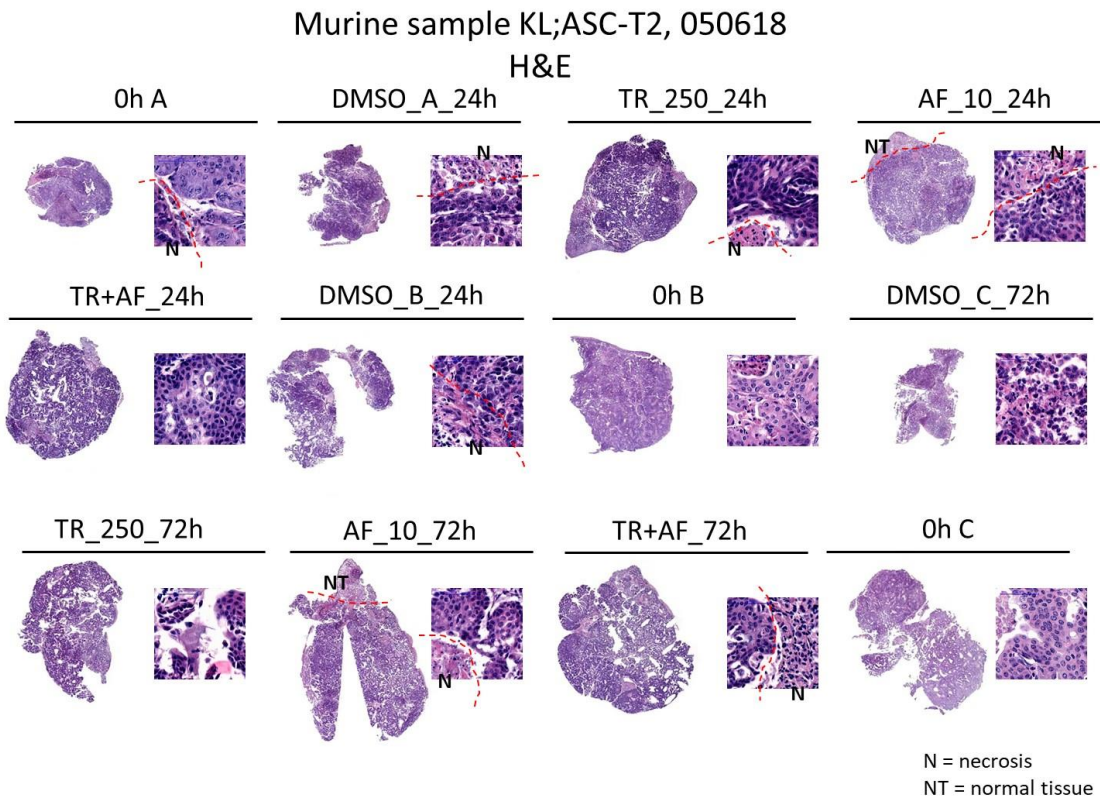 Murine sample KL;ASC-T2, 050618
H&E
0h A
DMSO_A_24h
TR_250_24h
AF_10_24h
N
N
N
NT
N
TR+AF_24h
DMSO_B_24h
0h B
DMSO_C_72h
N
TR_250_72h
AF_10_72h
TR+AF_72h
0h C
NT
N
N
N = necrosis
NT = normal tissue